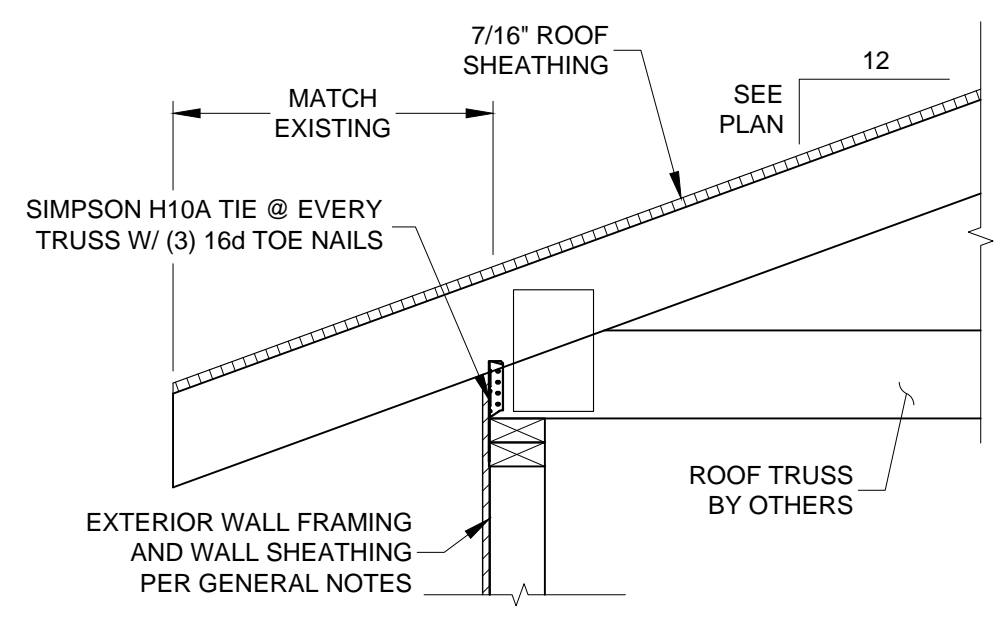 7/16" ROOF
SHEATHING
12
SEE
PLAN
MATCH
EXISTING
SIMPSON H10A TIE @ EVERY
TRUSS W/ (3) 16d TOE NAILS
ROOF TRUSS
BY OTHERS
EXTERIOR WALL FRAMING
AND WALL SHEATHING
PER GENERAL NOTES